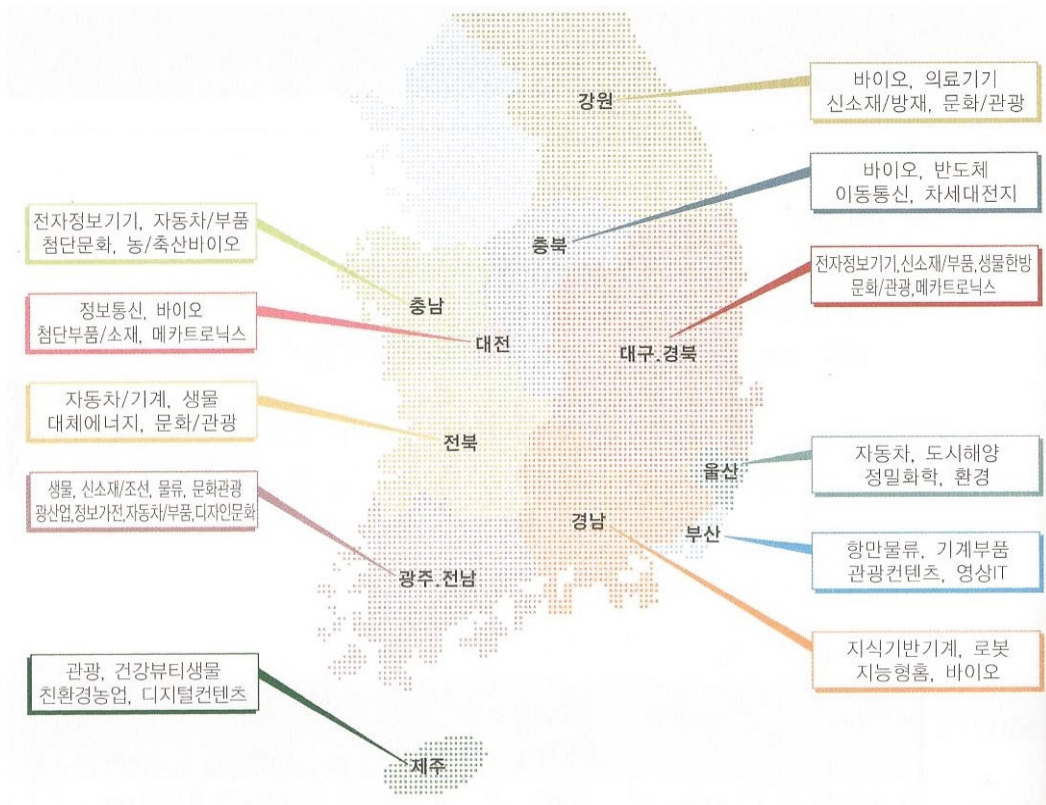 강원
바이오, 의료기기
신소재/방재, 문화/관광
충북
바이오, 반도체
이동통신, 차세대전지
충남
전자정보기기, 자동차/부품
첨단문화, 농/축산바이오
대전
정보통신, 바이오
첨단부품/소재, 메카트로닉스
대구.경북
전자정보기기,신소재/부품,생물한방
문화/관광,메카트로닉스
전북
자동차/기계, 생물
대체에너지, 문화/관광
울산
자동차, 도시해양
정밀화학, 환경
광주.전남
생물, 신소재/조선, 물류, 문화관광
광산업,정보가전,자동차/부품,디자인문화
경남
지식기반기계, 로봇
지능형홈, 바이오
부산
항만물류, 기계부품
관광컨텐츠, 영상IT
제주
관광, 건강뷰티생물
친환경농업, 디지털컨텐츠